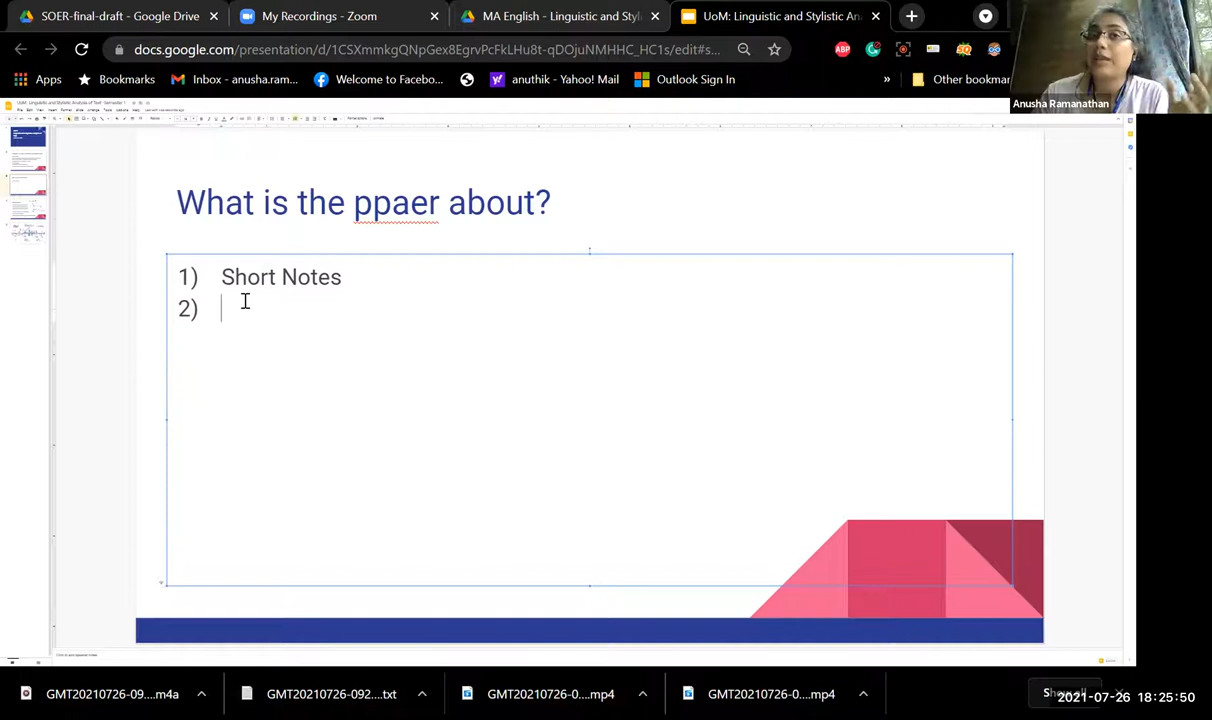 SOER-final-draft - Google Drive
My Recordings - Zoom
MA English - Linguistic and Styli
UoM: Linguistic and Stylistic An
docs.google.com/presentation/d/1CSXmmkgQNpGex8EgrvPcFkLHu8t-qDOjuNMHHC_HC1s/edit#s...
Apps
Bookmarks
Inbox - anusha.ram...
Welcome to Facebo...
anuthik - Yahoo! Mail
Outlook Sign In
»
Other bookmar
Anusha Ramanathan
What is the ppaer about?
1) Short Notes
2)
GMT20210726-09....m4a
GMT20210726-092....txt
GMT20210726-0....mp4
GMT20210726-0....mp4
2021-07-26 18:25:50